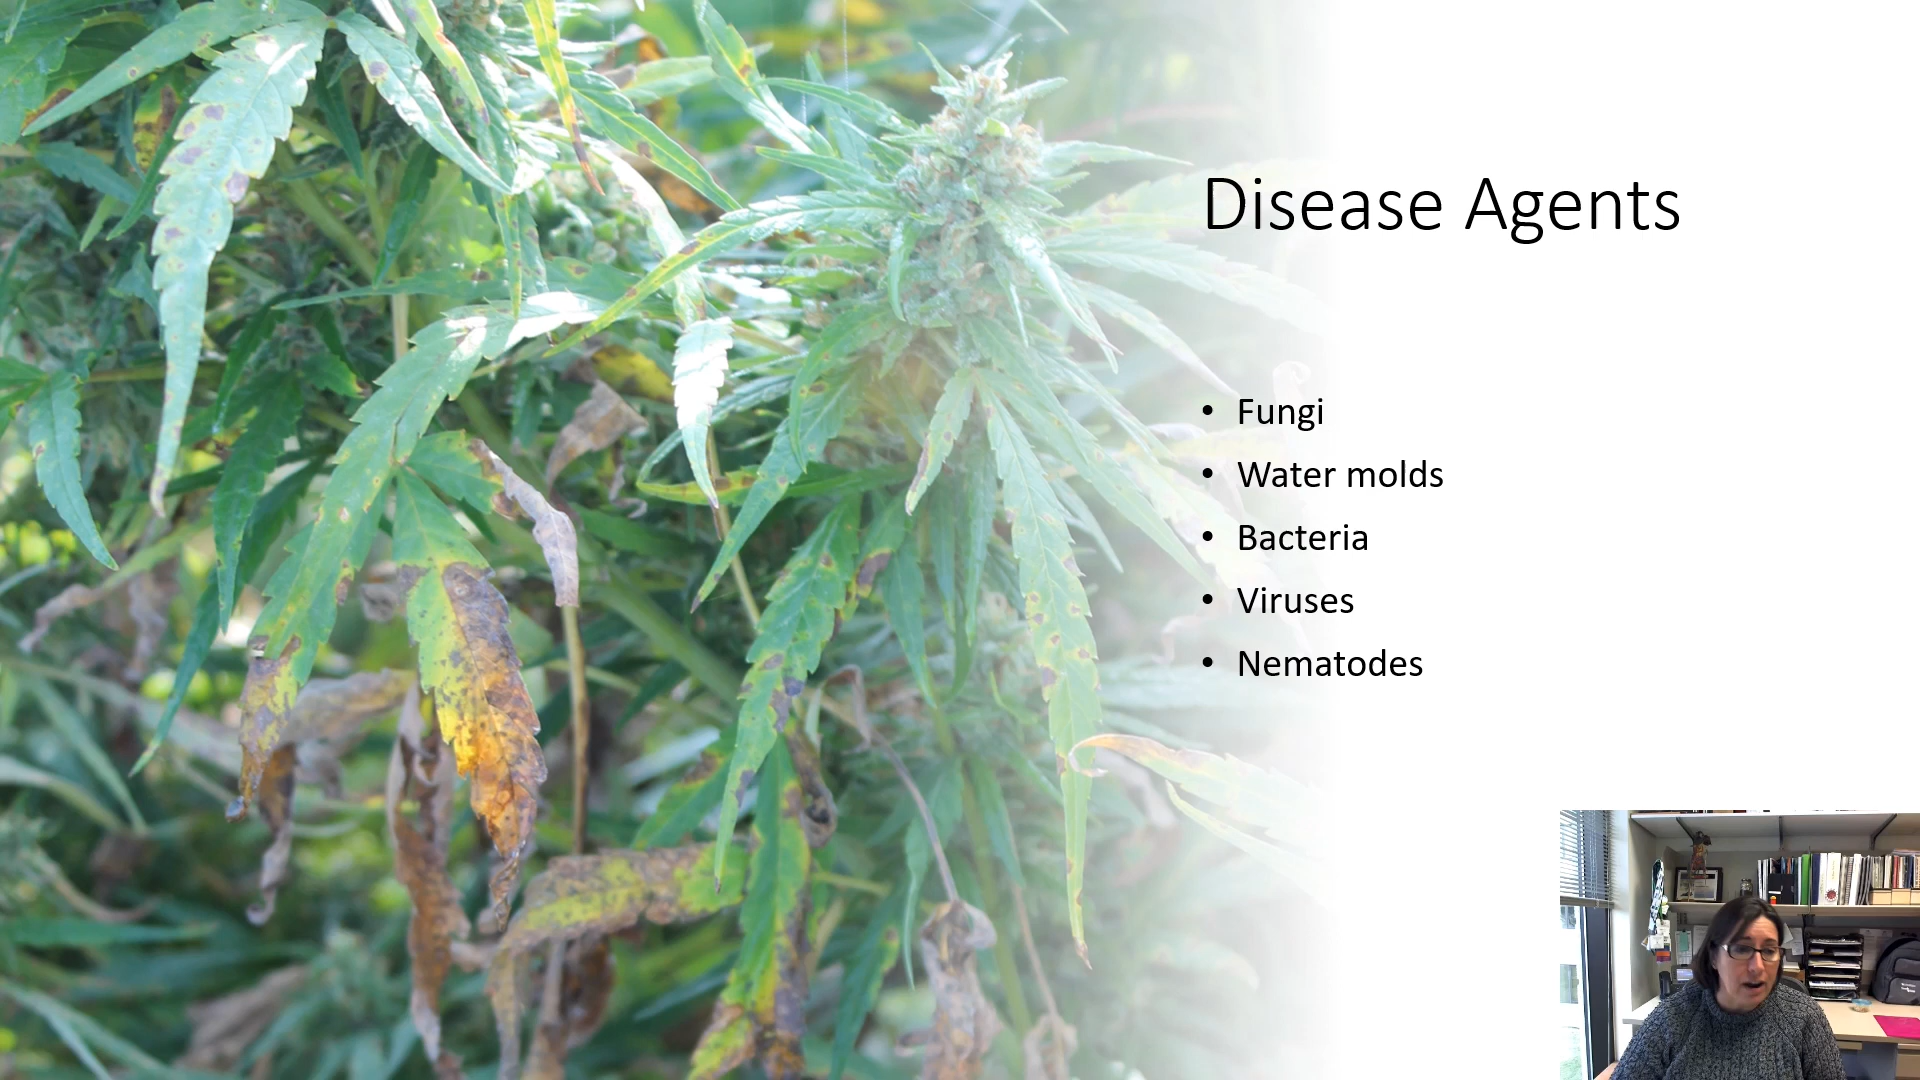 Disease Agents
• Fungi
• Water molds
• Bacteria
• Viruses
• Nematodes